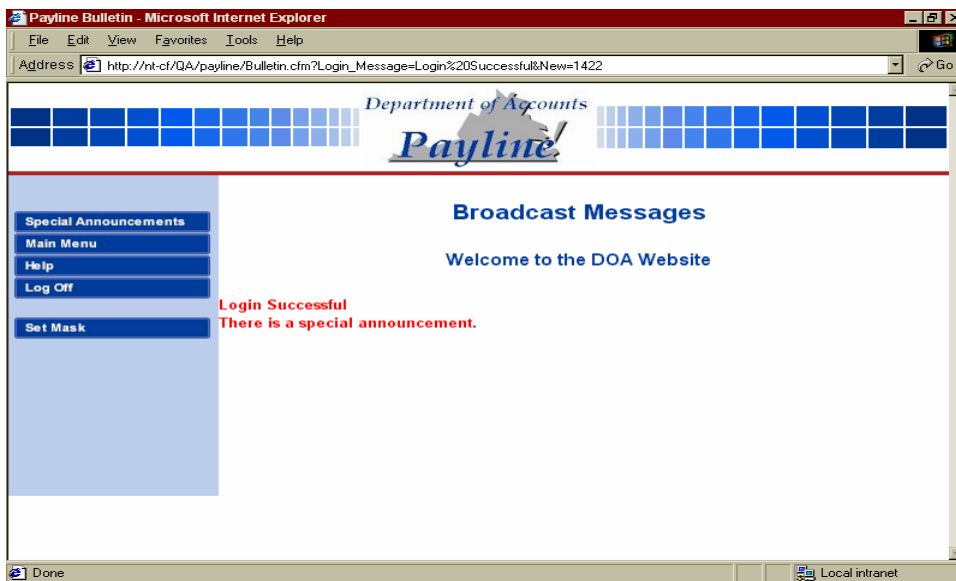 Payline Bulletin - Microsoft Internet Explorer
File Edit View Favorites Tools Help
Address http://nt-cf/QA/payline/Bulletin.cfm?Login_Message=Login%20Successful&New=1422 Go
Department of Accounts
Payline!
Special Announcements
Main Menu
Help
Log Off
Set Mask
Broadcast Messages
Welcome to the DOA Website
Login Successful
There is a special announcement.
Done Local intranet